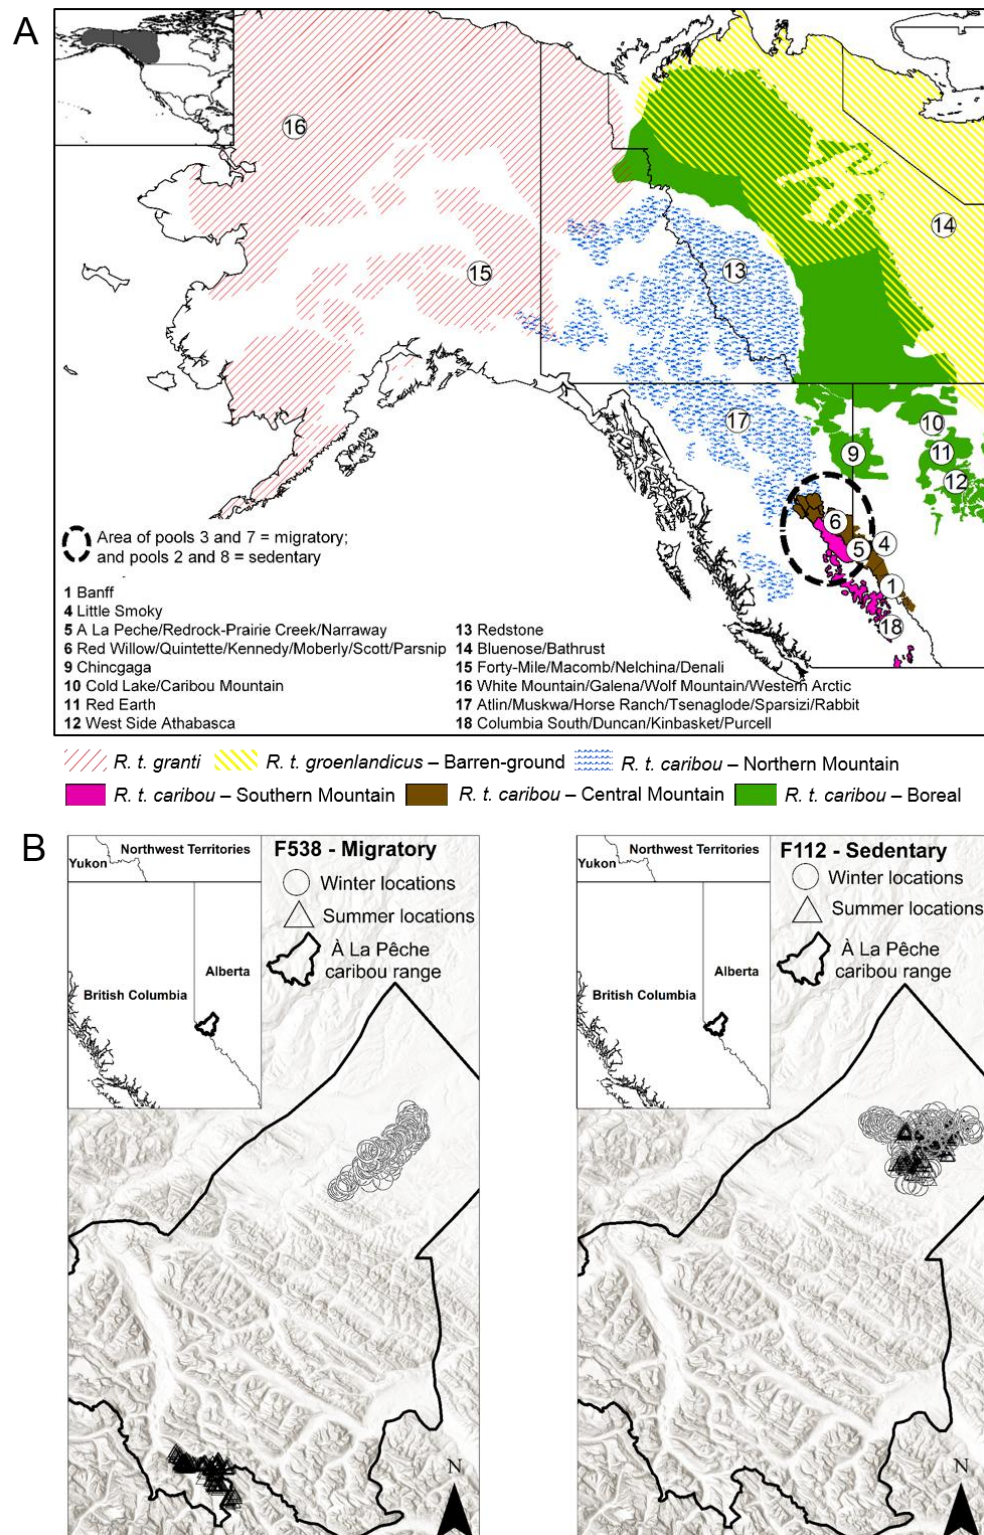 A
16
15
13
14
17
10
9
11
12
6
5
4
1
18
Area of pools 3 and 7 = migratory;
and pools 2 and 8 = sedentary
1 Banff
4 Little Smoky
5 A La Peche/Redrock-Prairie Creek/Narraway
6 Red Willow/Quintette/Kennedy/Moberly/Scott/Parsnip
9 Chincgaga
10 Cold Lake/Caribou Mountain
11 Red Earth
12 West Side Athabasca
13 Redstone
14 Bluenose/Bathrust
15 Forty-Mile/Macomb/Nelchina/Denali
16 White Mountain/Galena/Wolf Mountain/Western Arctic
17 Atlin/Muskwa/Horse Ranch/Tsenaglode/Sparsizi/Rabbit
18 Columbia South/Duncan/Kinbasket/Purcell
R. t. granti
R. t. groenlandicus – Barren-ground
R. t. caribou – Northern Mountain
R. t. caribou – Southern Mountain
R. t. caribou – Central Mountain
R. t. caribou – Boreal
B
Northwest Territories
Yukon
British Columbia
Alberta
F538 - Migratory
Winter locations
Summer locations
À La Pêche
caribou range
N
Northwest Territories
Yukon
British Columbia
Alberta
F112 - Sedentary
Winter locations
Summer locations
À La Pêche
caribou range
N